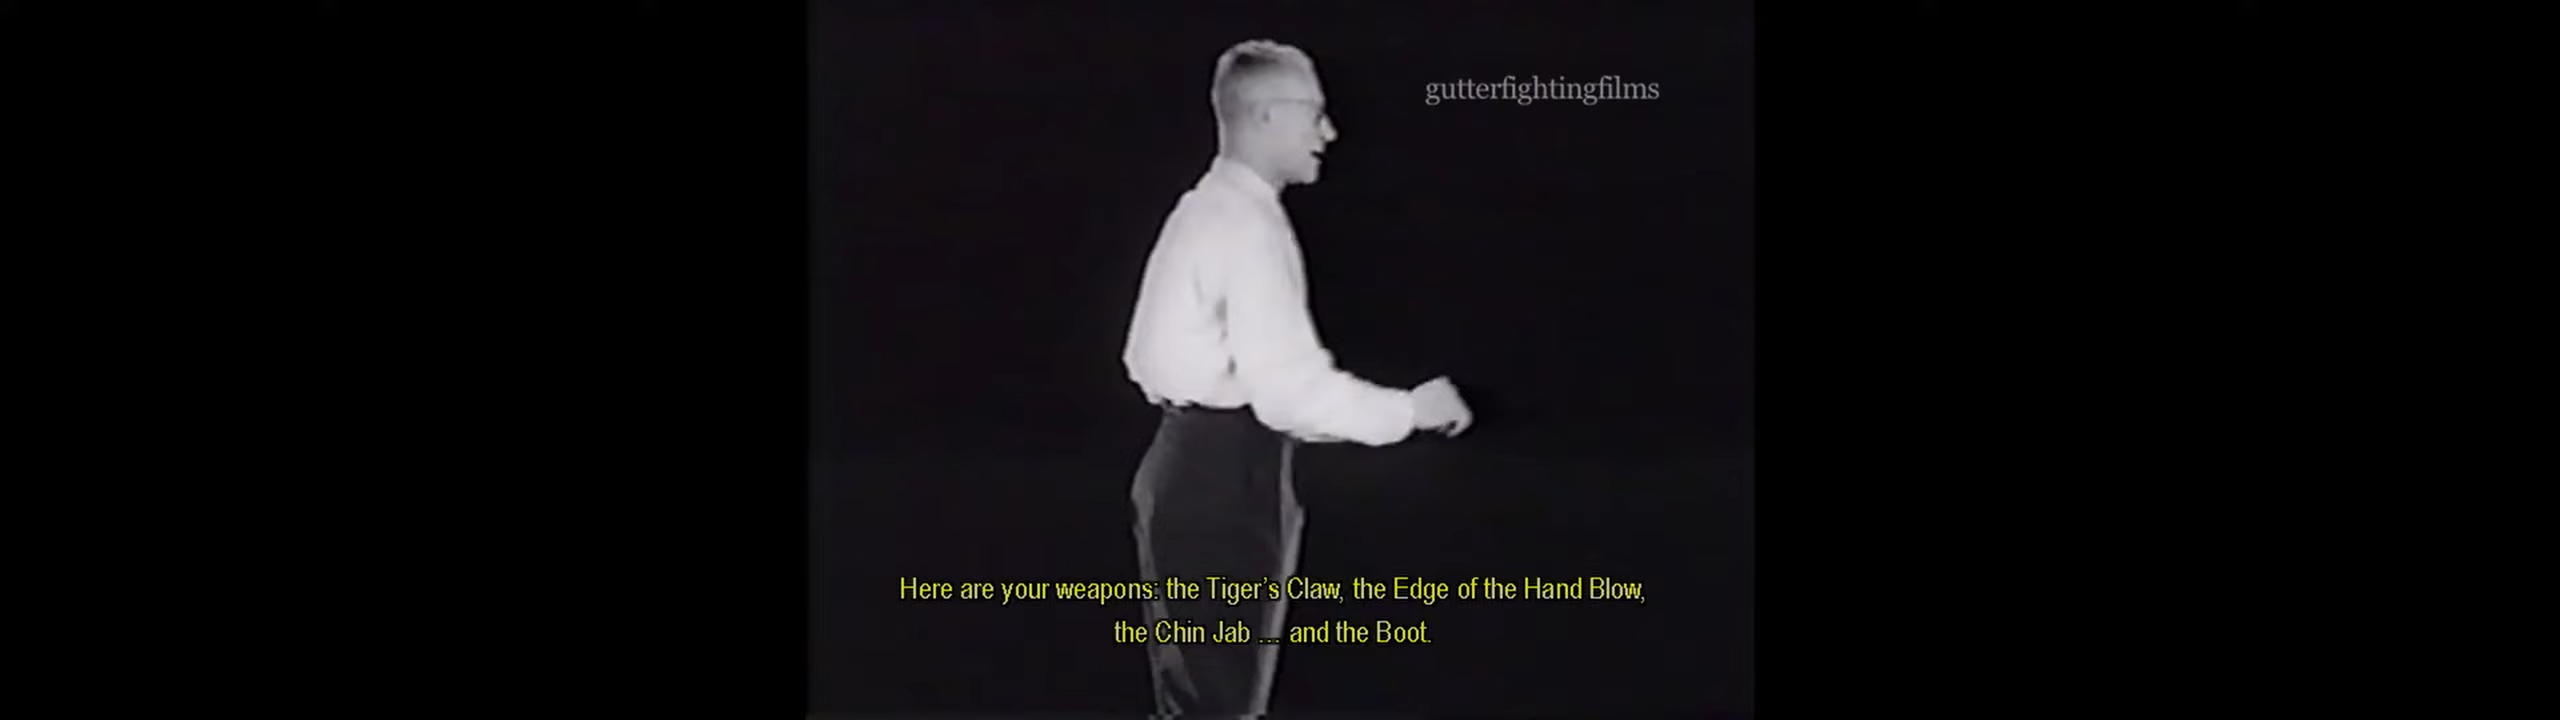 gutterfightingfilms
Here are your weapons: the Tiger's Claw, the Edge of the Hand Blow,
the Chin Jab ... and the Boot.